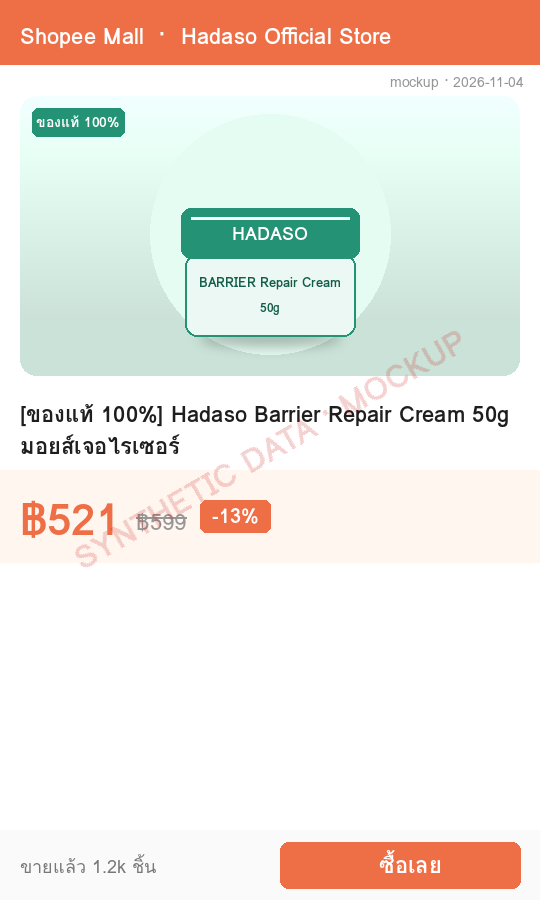 Shopee Mall · Hadaso Official Store
mockup · 2026-11-04
ของแท้ 100%
HADASO
BARRIER Repair Cream
50g
[ของแท้ 100%] Hadaso Barrier Repair Cream 50g
มอยส์เจอไรเซอร์
฿521 ฿599 -13%
SYNTHETIC DATA · MOCKUP
ขายแล้ว 1.2k ชิ้น
ซื้อเลย